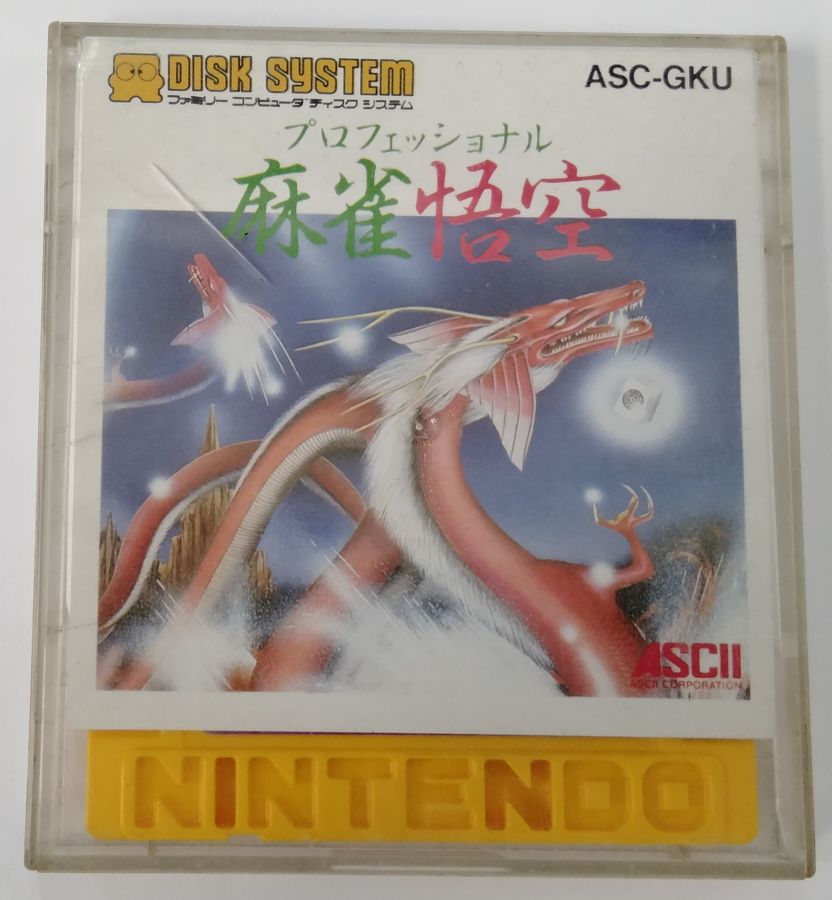 DISK SYSTEM
ファミリー コンピュータ ディスク システム
ASC-GKU
プロフェッショナル
麻雀悟空
ASCII
ASCII CORPORATION
NINTENDO